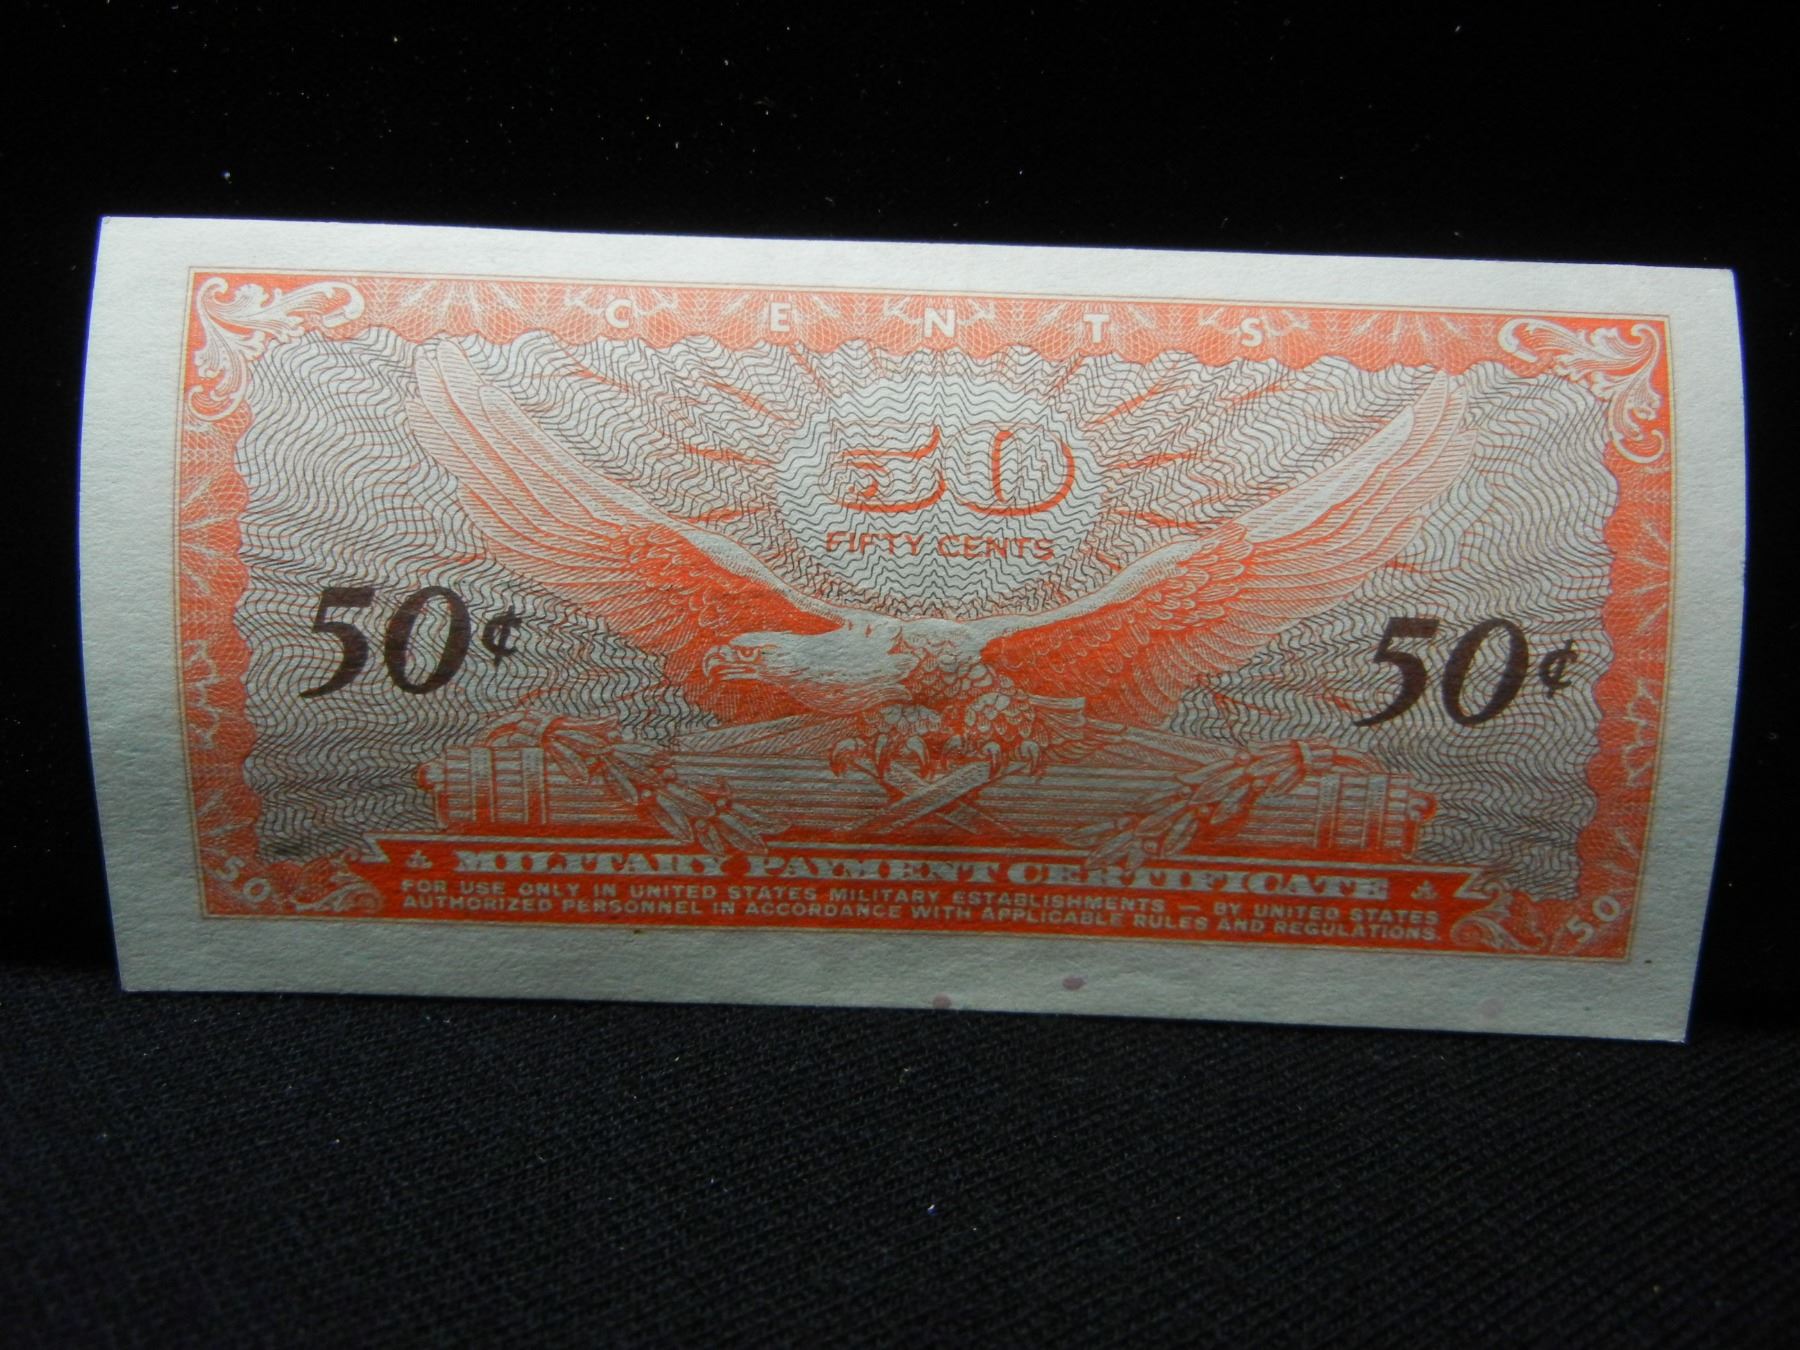 CENTS
50
FIFTY CENTS
50¢
50¢
MILITARY PAYMENT CERTIFICATE
50
FOR USE ONLY IN UNITED STATES MILITARY ESTABLISHMENTS — BY UNITED STATES
AUTHORIZED PERSONNEL IN ACCORDANCE WITH APPLICABLE RULES AND REGULATIONS.
50